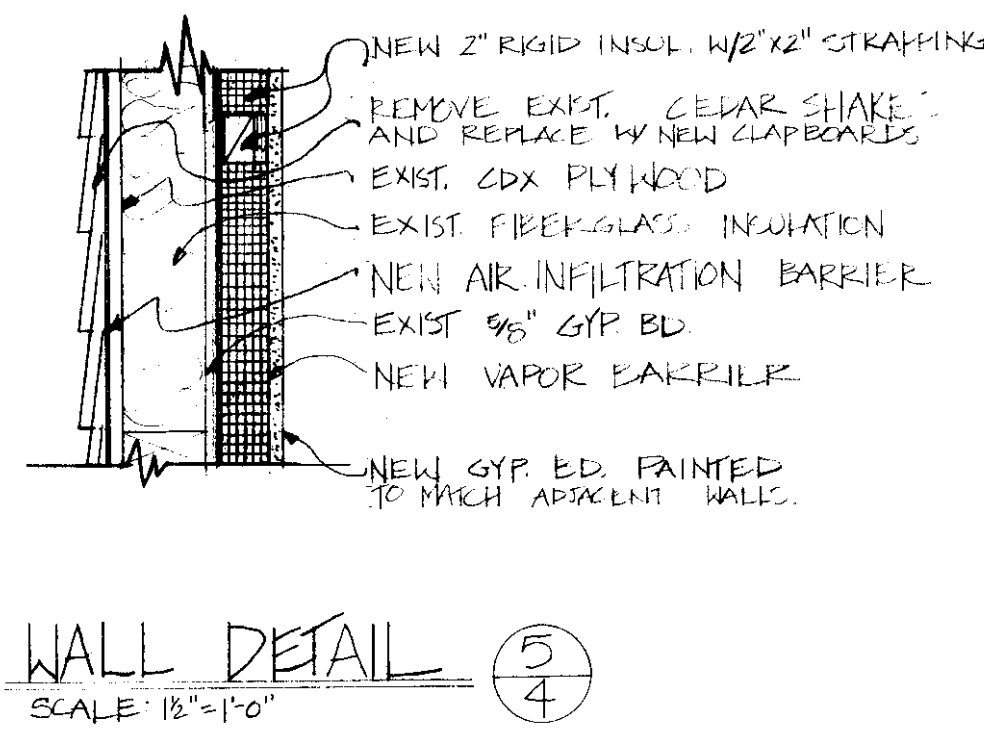 NEW 2" RIGID INSUL. W/2"X2" STRAPPING
REMOVE EXIST. CEDAR SHAKES
AND REPLACE W/ NEW CLAPBOARDS
EXIST. CDX PLYWOOD
EXIST. FIBERGLASS INSULATION
NEW AIR INFILTRATION BARRIER
EXIST 5/8" GYP. BD.
NEW VAPOR BARRIER
NEW GYP. BD. PAINTED
TO MATCH ADJACENT WALLS.
WALL DETAIL
SCALE: 1½"=1'-0"
5
4